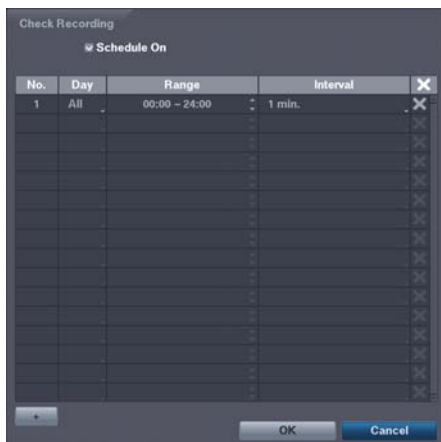 Check Recording
Schedule On
No. Day Range Interval
1 All 00:00 ~ 24:00 1 min.
+
OK Cancel